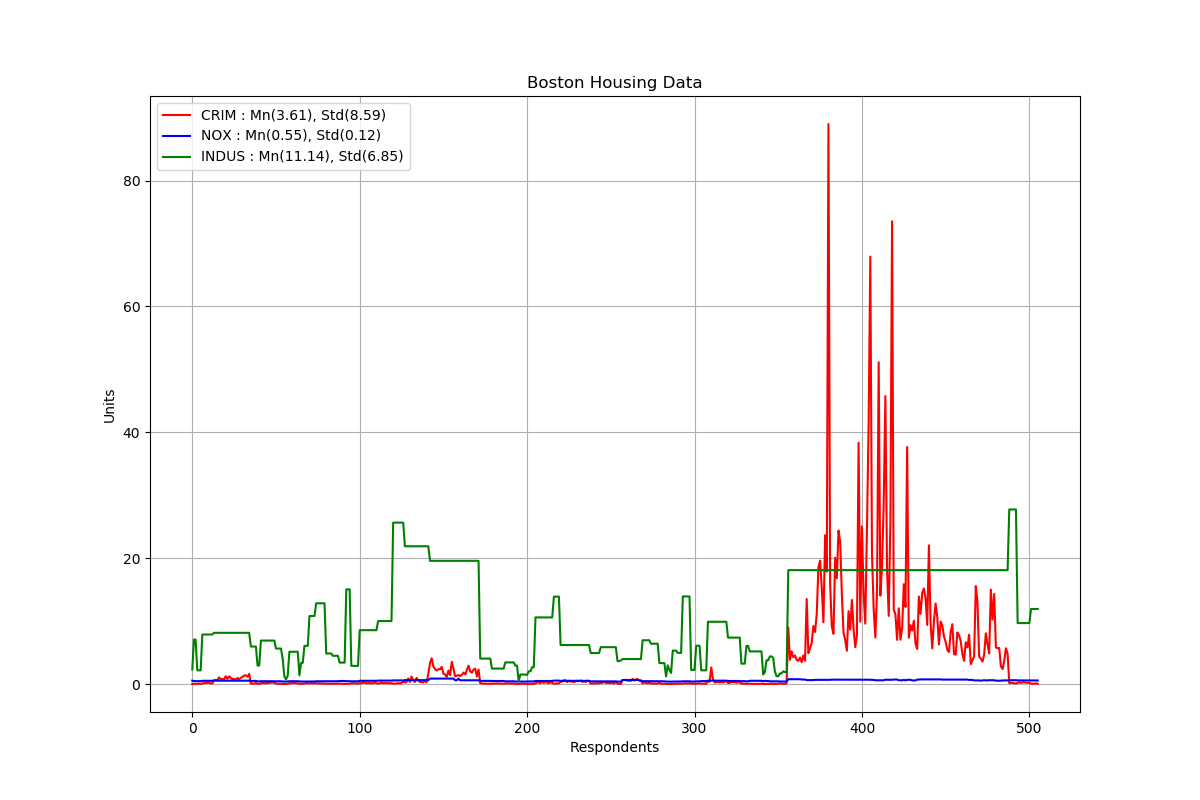 Boston Housing Data
CRIM : Mn(3.61), Std(8.59)
NOX : Mn(0.55), Std(0.12)
INDUS : Mn(11.14), Std(6.85)
80
60
40
20
0
Units
0 100 200 300 400 500
Respondents